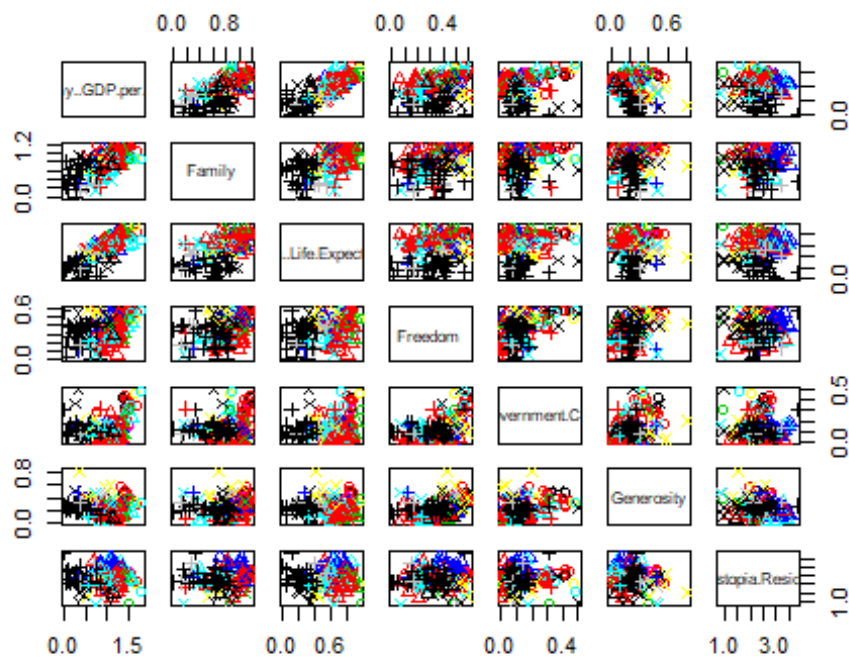 0.0 0.8 0.0 0.4 0.0 0.6
y..GDP.per.
0.0
1.2
0.0
Family
..Life.Expect
0.0
0.6
0.0
Freedom
vernment.C
0.5
0.0
0.8
0.0
Generosity
stopia.Resid
1.0
0.0 1.5 0.0 0.6 0.0 0.4 1.0 3.0